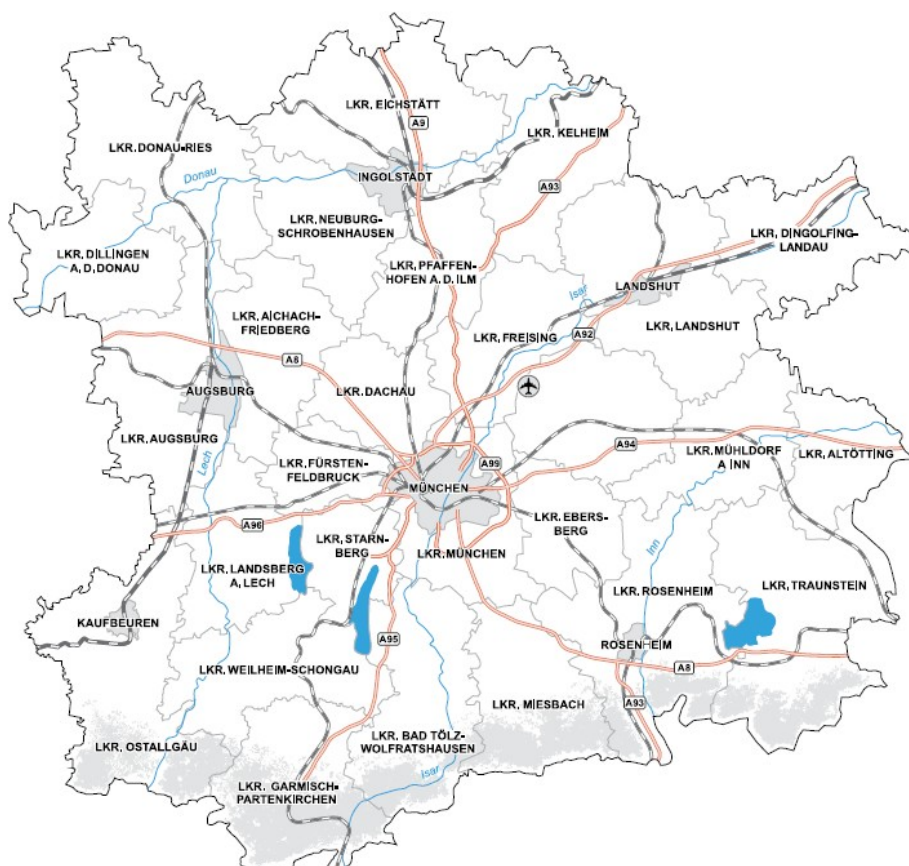 LKR. EICHSTÄTT
A9
LKR. KELHEIM
LKR. DONAU-RIES
Donau
INGOLSTADT
A93
LKR. NEUBURG-
SCHROBENHAUSEN
LKR. DINGOLFING-
LANDAU
LKR. DILLINGEN
A. D. DONAU
LKR. PFAFFEN-
HOFEN A. D. ILM
Isar
LANDSHUT
LKR. AICHACH-
FRIEDBERG
LKR. FREISING
A92
LKR. LANDSHUT
A8
AUGSBURG
LKR. DACHAU
LKR. AUGSBURG
Lech
LKR. FÜRSTEN-
FELDBRUCK
A99
A94
LKR. MÜHLDORF
A INN
LKR. ALTÖTTING
MÜNCHEN
A96
LKR. STARN-
BERG
LKR. MÜNCHEN
LKR. EBERS-
BERG
Inn
LKR. LANDSBERG
A. LECH
LKR. ROSENHEIM
LKR. TRAUNSTEIN
KAUFBEUREN
A95
ROSENHEIM
LKR. WEILHEIM-SCHONGAU
A8
LKR. MIESBACH
A93
LKR. OSTALLGÄU
LKR. BAD TÖLZ-
WOLFRATSHAUSEN
Isar
LKR. GARMISCH-
PARTENKIRCHEN